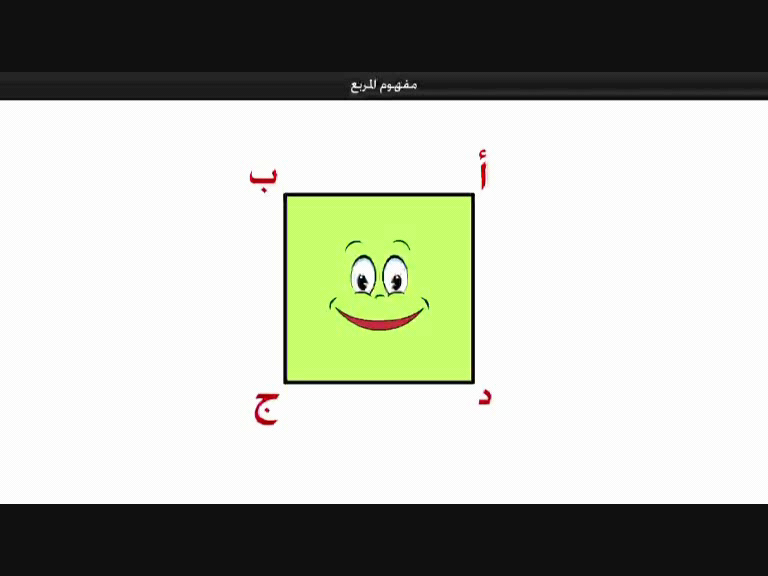 مفهوم المربع
أ
ب
د
ج